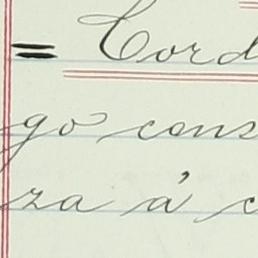 = Cord
go cons
za á c